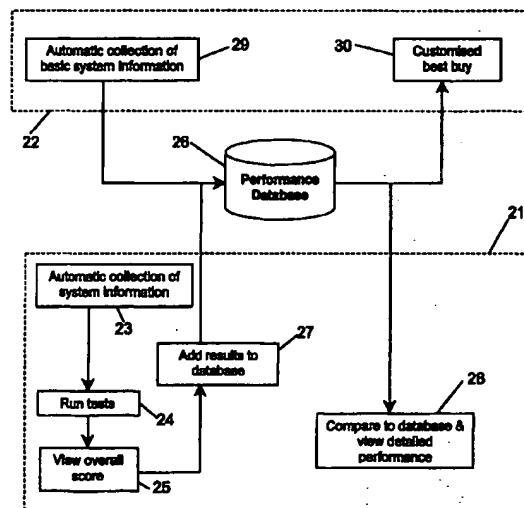 Automatic collection of
basic system information
29
30
Customised
best buy
22
26
Performance
Database
21
Automatic collection of
system information
23
27
Add results to
database
Run tests
24
View overall
score
25
28
Compare to database &
view detailed
performance